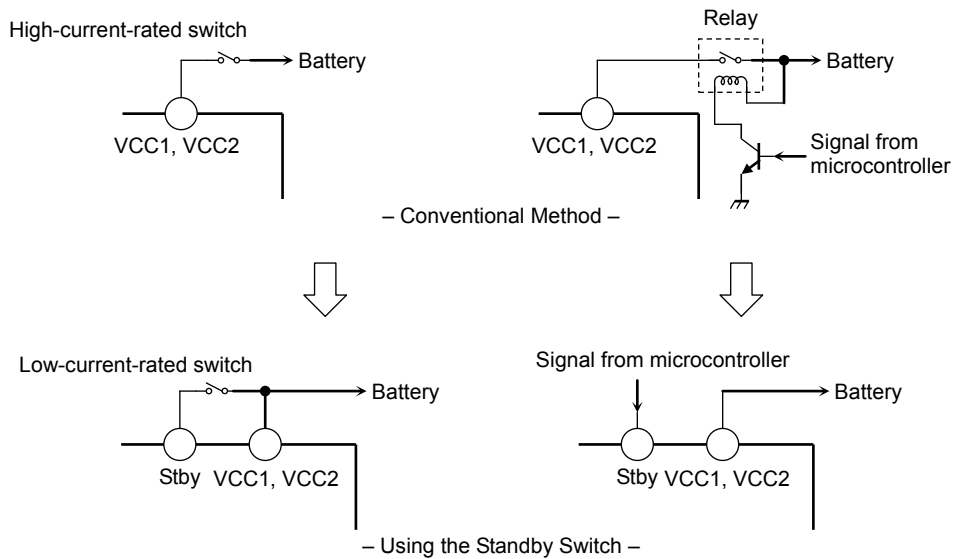 High-current-rated switch
Battery
VCC1, VCC2
Relay
Battery
VCC1, VCC2
Signal from
microcontroller
– Conventional Method –
Low-current-rated switch
Battery
Stby VCC1, VCC2
Signal from microcontroller
Battery
Stby VCC1, VCC2
– Using the Standby Switch –